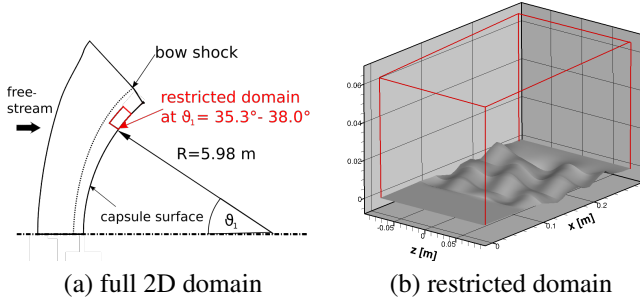 bow shock
free-
stream
restricted domain
at ϑ₁= 35.3°- 38.0°
R=5.98 m
ϑ₁
capsule surface
(a) full 2D domain
0.06
0.04
0.02
0
-0.05
0
0.05
z [m]
0
0.1
0.2
x [m]
(b) restricted domain